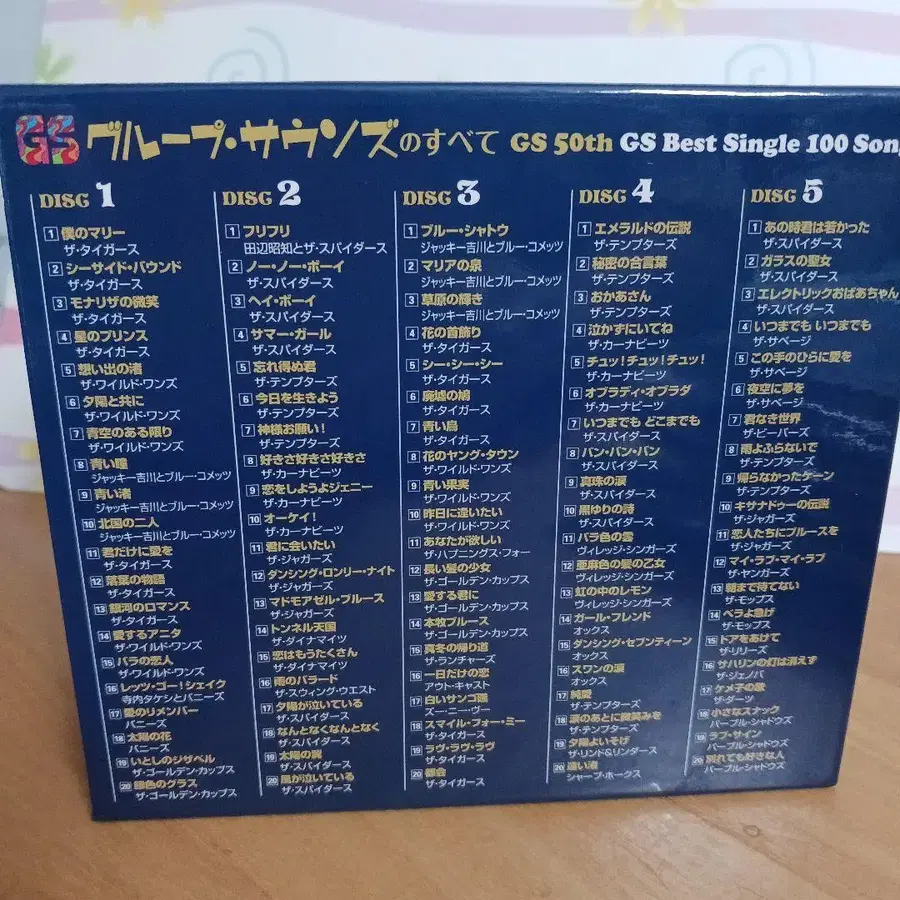 GS グループ・サウンズのすべて GS 50th GS Best Single 100 Song
DISC 1
1 僕のマリー
ザ・タイガース
2 シーサイド・バウンド
ザ・タイガース
3 モナリザの微笑
ザ・タイガース
4 星のプリンス
ザ・タイガース
5 想い出の渚
ザ・ワイルド・ワンズ
6 夕陽と共に
ザ・ワイルド・ワンズ
7 青空のある限り
ザ・ワイルド・ワンズ
8 青い瞳
ジャッキー吉川とブルー・コメッツ
9 青い渚
ジャッキー吉川とブルー・コメッツ
10 北国の二人
ジャッキー吉川とブルー・コメッツ
11 君だけに愛を
ザ・タイガース
12 落葉の物語
ザ・タイガース
13 銀河のロマンス
ザ・タイガース
14 愛するアニタ
ザ・ワイルド・ワンズ
15 バラの恋人
ザ・ワイルド・ワンズ
16 レッツ・ゴー!シェイク
寺内タケシとバニーズ
17 愛のリメンバー
バニーズ
18 太陽の花
バニーズ
19 いとしのジザベル
ザ・ゴールデン・カップス
20 銀色のグラス
ザ・ゴールデン・カップス
DISC 2
1 フリフリ
田辺昭知とザ・スパイダース
2 ノー・ノー・ボーイ
ザ・スパイダース
3 ヘイ・ボーイ
ザ・スパイダース
4 サマー・ガール
ザ・スパイダース
5 忘れ得ぬ君
ザ・テンプターズ
6 今日を生きよう
ザ・テンプターズ
7 神様お願い!
ザ・テンプターズ
8 好きさ好きさ好きさ
ザ・カーナビーツ
9 恋をしようよジェニー
ザ・カーナビーツ
10 オーケイ!
ザ・カーナビーツ
11 君に会いたい
ザ・ジャガーズ
12 ダンシング・ロンリー・ナイト
ザ・ジャガーズ
13 マドモアゼル・ブルース
ザ・ジャガーズ
14 トンネル天国
ザ・ダイナマイツ
15 恋はもうたくさん
ザ・ダイナマイツ
16 雨のバラード
ザ・スウィング・ウエスト
17 夕陽が泣いている
ザ・スパイダース
18 なんとなくなんとなく
ザ・スパイダース
19 太陽の翼
ザ・スパイダース
20 風が泣いている
ザ・スパイダース
DISC 3
1 ブルー・シャトウ
ジャッキー吉川とブルー・コメッツ
2 マリアの泉
ジャッキー吉川とブルー・コメッツ
3 草原の輝き
ジャッキー吉川とブルー・コメッツ
4 花の首飾り
ザ・タイガース
5 シー・シー・シー
ザ・タイガース
6 廃墟の鳩
ザ・タイガース
7 青い鳥
ザ・タイガース
8 花のヤング・タウン
ザ・ワイルド・ワンズ
9 青い果実
ザ・ワイルド・ワンズ
10 昨日に逢いたい
ザ・ワイルド・ワンズ
11 あなたが欲しい
ザ・ハプニングス・フォー
12 長い髪の少女
ザ・ゴールデン・カップス
13 愛する君に
ザ・ゴールデン・カップス
14 本牧ブルース
ザ・ゴールデン・カップス
15 真冬の帰り道
ザ・ランチャーズ
16 一日だけの恋
アウト・キャスト
17 白いサンゴ礁
ズー・ニー・ヴー
18 スマイル・フォー・ミー
ザ・タイガース
19 ラヴ・ラヴ・ラヴ
ザ・タイガース
20 都会
ザ・タイガース
DISC 4
1 エメラルドの伝説
ザ・テンプターズ
2 秘密の合言葉
ザ・テンプターズ
3 おかあさん
ザ・テンプターズ
4 泣かずにいてね
ザ・カーナビーツ
5 チュッ!チュッ!チュッ!
ザ・カーナビーツ
6 オブラディ・オブラダ
ザ・カーナビーツ
7 いつまでも どこまでも
ザ・スパイダース
8 バン・バン・バン
ザ・スパイダース
9 真珠の涙
ザ・スパイダース
10 黒ゆりの詩
ザ・スパイダース
11 バラ色の雲
ヴィレッジ・シンガーズ
12 亜麻色の髪の乙女
ヴィレッジ・シンガーズ
13 虹の中のレモン
ヴィレッジ・シンガーズ
14 ガール・フレンド
オックス
15 ダンシング・セブンティーン
オックス
16 スワンの涙
オックス
17 純愛
ザ・テンプターズ
18 涙のあとに微笑みを
ザ・テンプターズ
19 夕陽よいそげ
ザ・リンド&リンダース
20 遠い渚
シャープ・ホークス
DISC 5
1 あの時君は若かった
ザ・スパイダース
2 ガラスの聖女
ザ・スパイダース
3 エレクトリックおばあちゃん
ザ・スパイダース
4 いつまでも いつまでも
ザ・サベージ
5 この手のひらに愛を
ザ・サベージ
6 夜空に夢を
ザ・サベージ
7 君なき世界
ザ・ビーバーズ
8 雨よふらないで
ザ・テンプターズ
9 帰らなかったケーン
ザ・テンプターズ
10 キサナドゥーの伝説
ザ・ジャガーズ
11 恋人たちにブルースを
ザ・ジャガーズ
12 マイ・ラブ・マイ・ラブ
ザ・ヤンガーズ
13 朝まで待てない
ザ・モップス
14 ベラよ急げ
ザ・モップス
15 ドアをあけて
ザ・リリーズ
16 サハリンの灯は消えず
ザ・ジェノバ
17 ケメ子の歌
ザ・ダーツ
18 小さなスナック
パープル・シャドウズ
19 ラブ・サイン
パープル・シャドウズ
20 別れても好きな人
パープル・シャドウズ